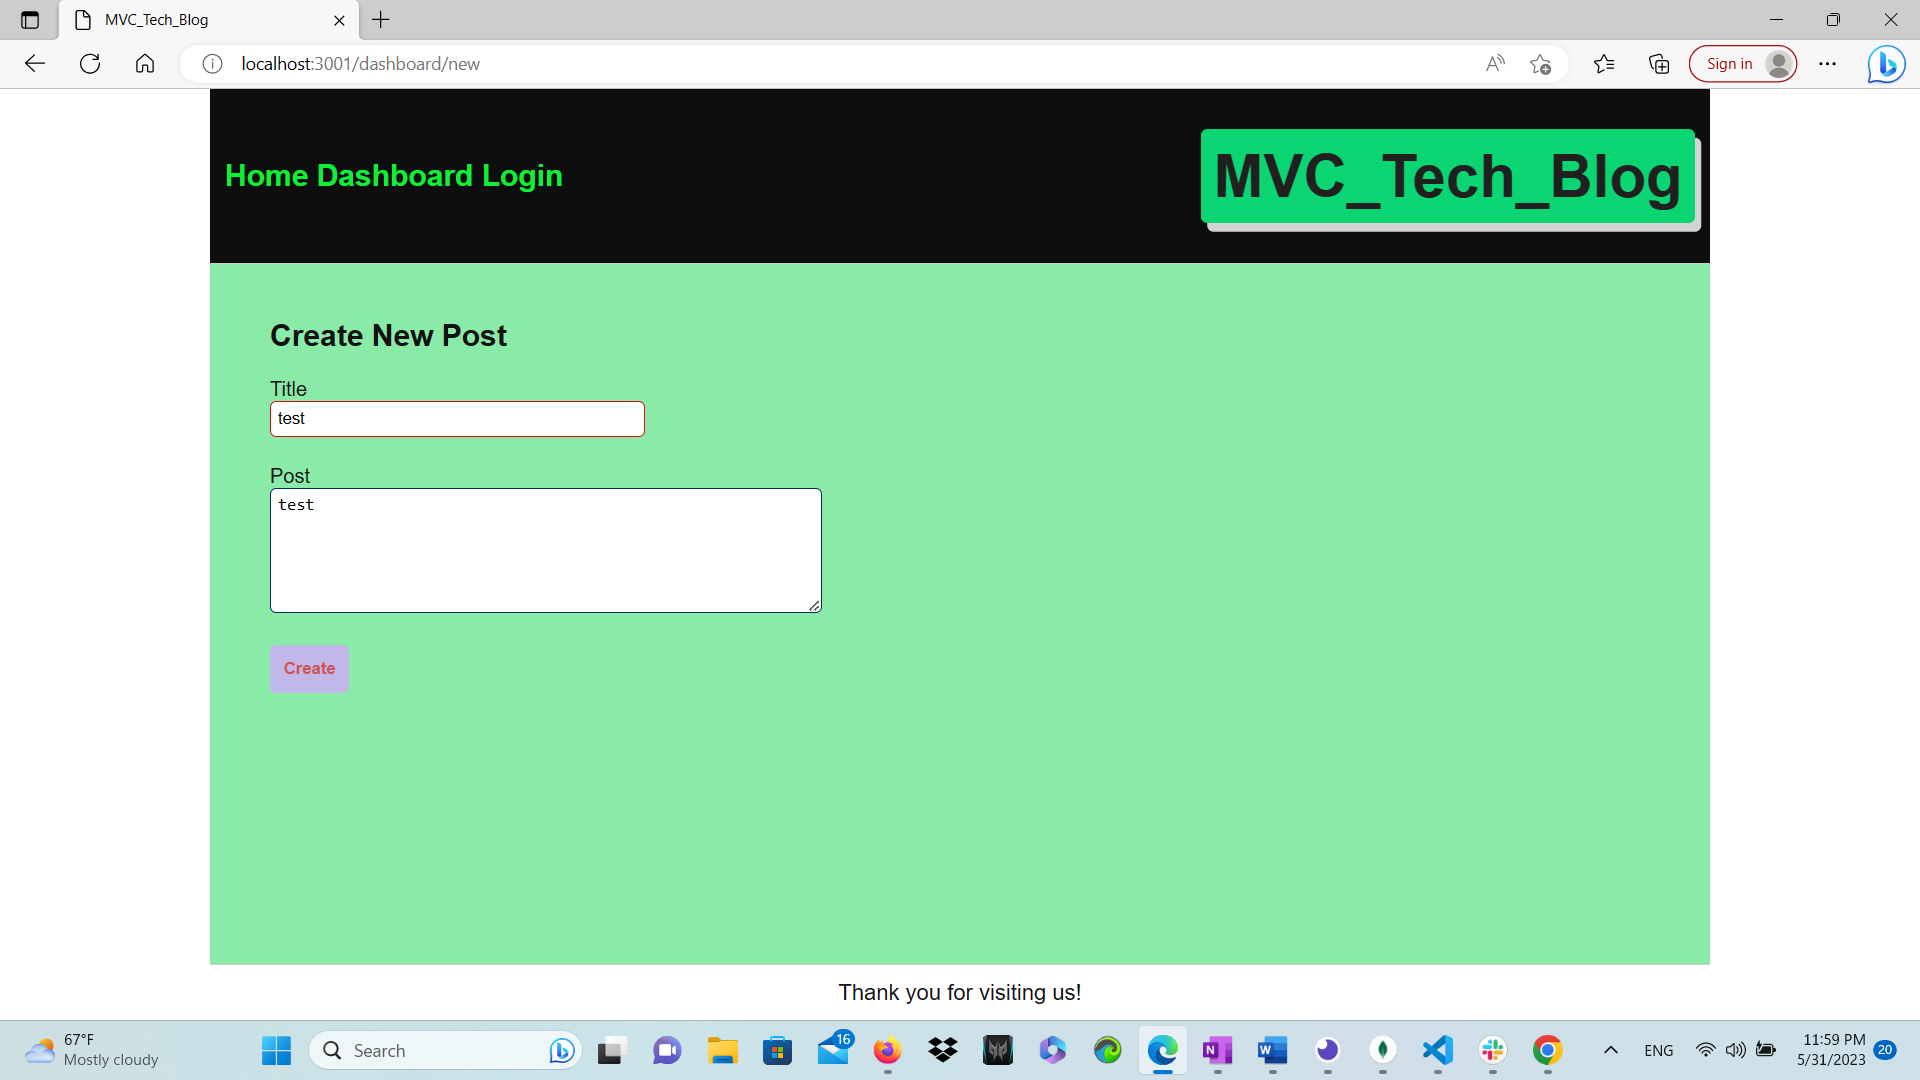 MVC_Tech_Blog
localhost:3001/dashboard/new
Sign in
Home Dashboard Login
MVC_Tech_Blog
Create New Post
Title
test
Post
test
Create
Thank you for visiting us!
67°F
Mostly cloudy
Search
16
ENG
11:59 PM
5/31/2023
20